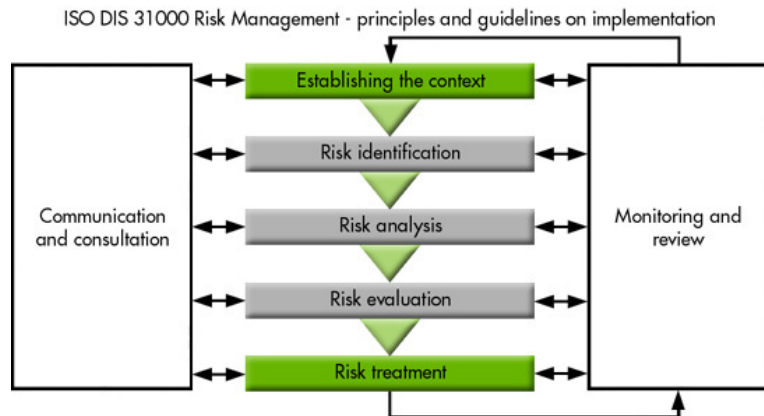 ISO DIS 31000 Risk Management - principles and guidelines on implementation
Establishing the context
Risk identification
Communication
and consultation
Risk analysis
Monitoring and
review
Risk evaluation
Risk treatment